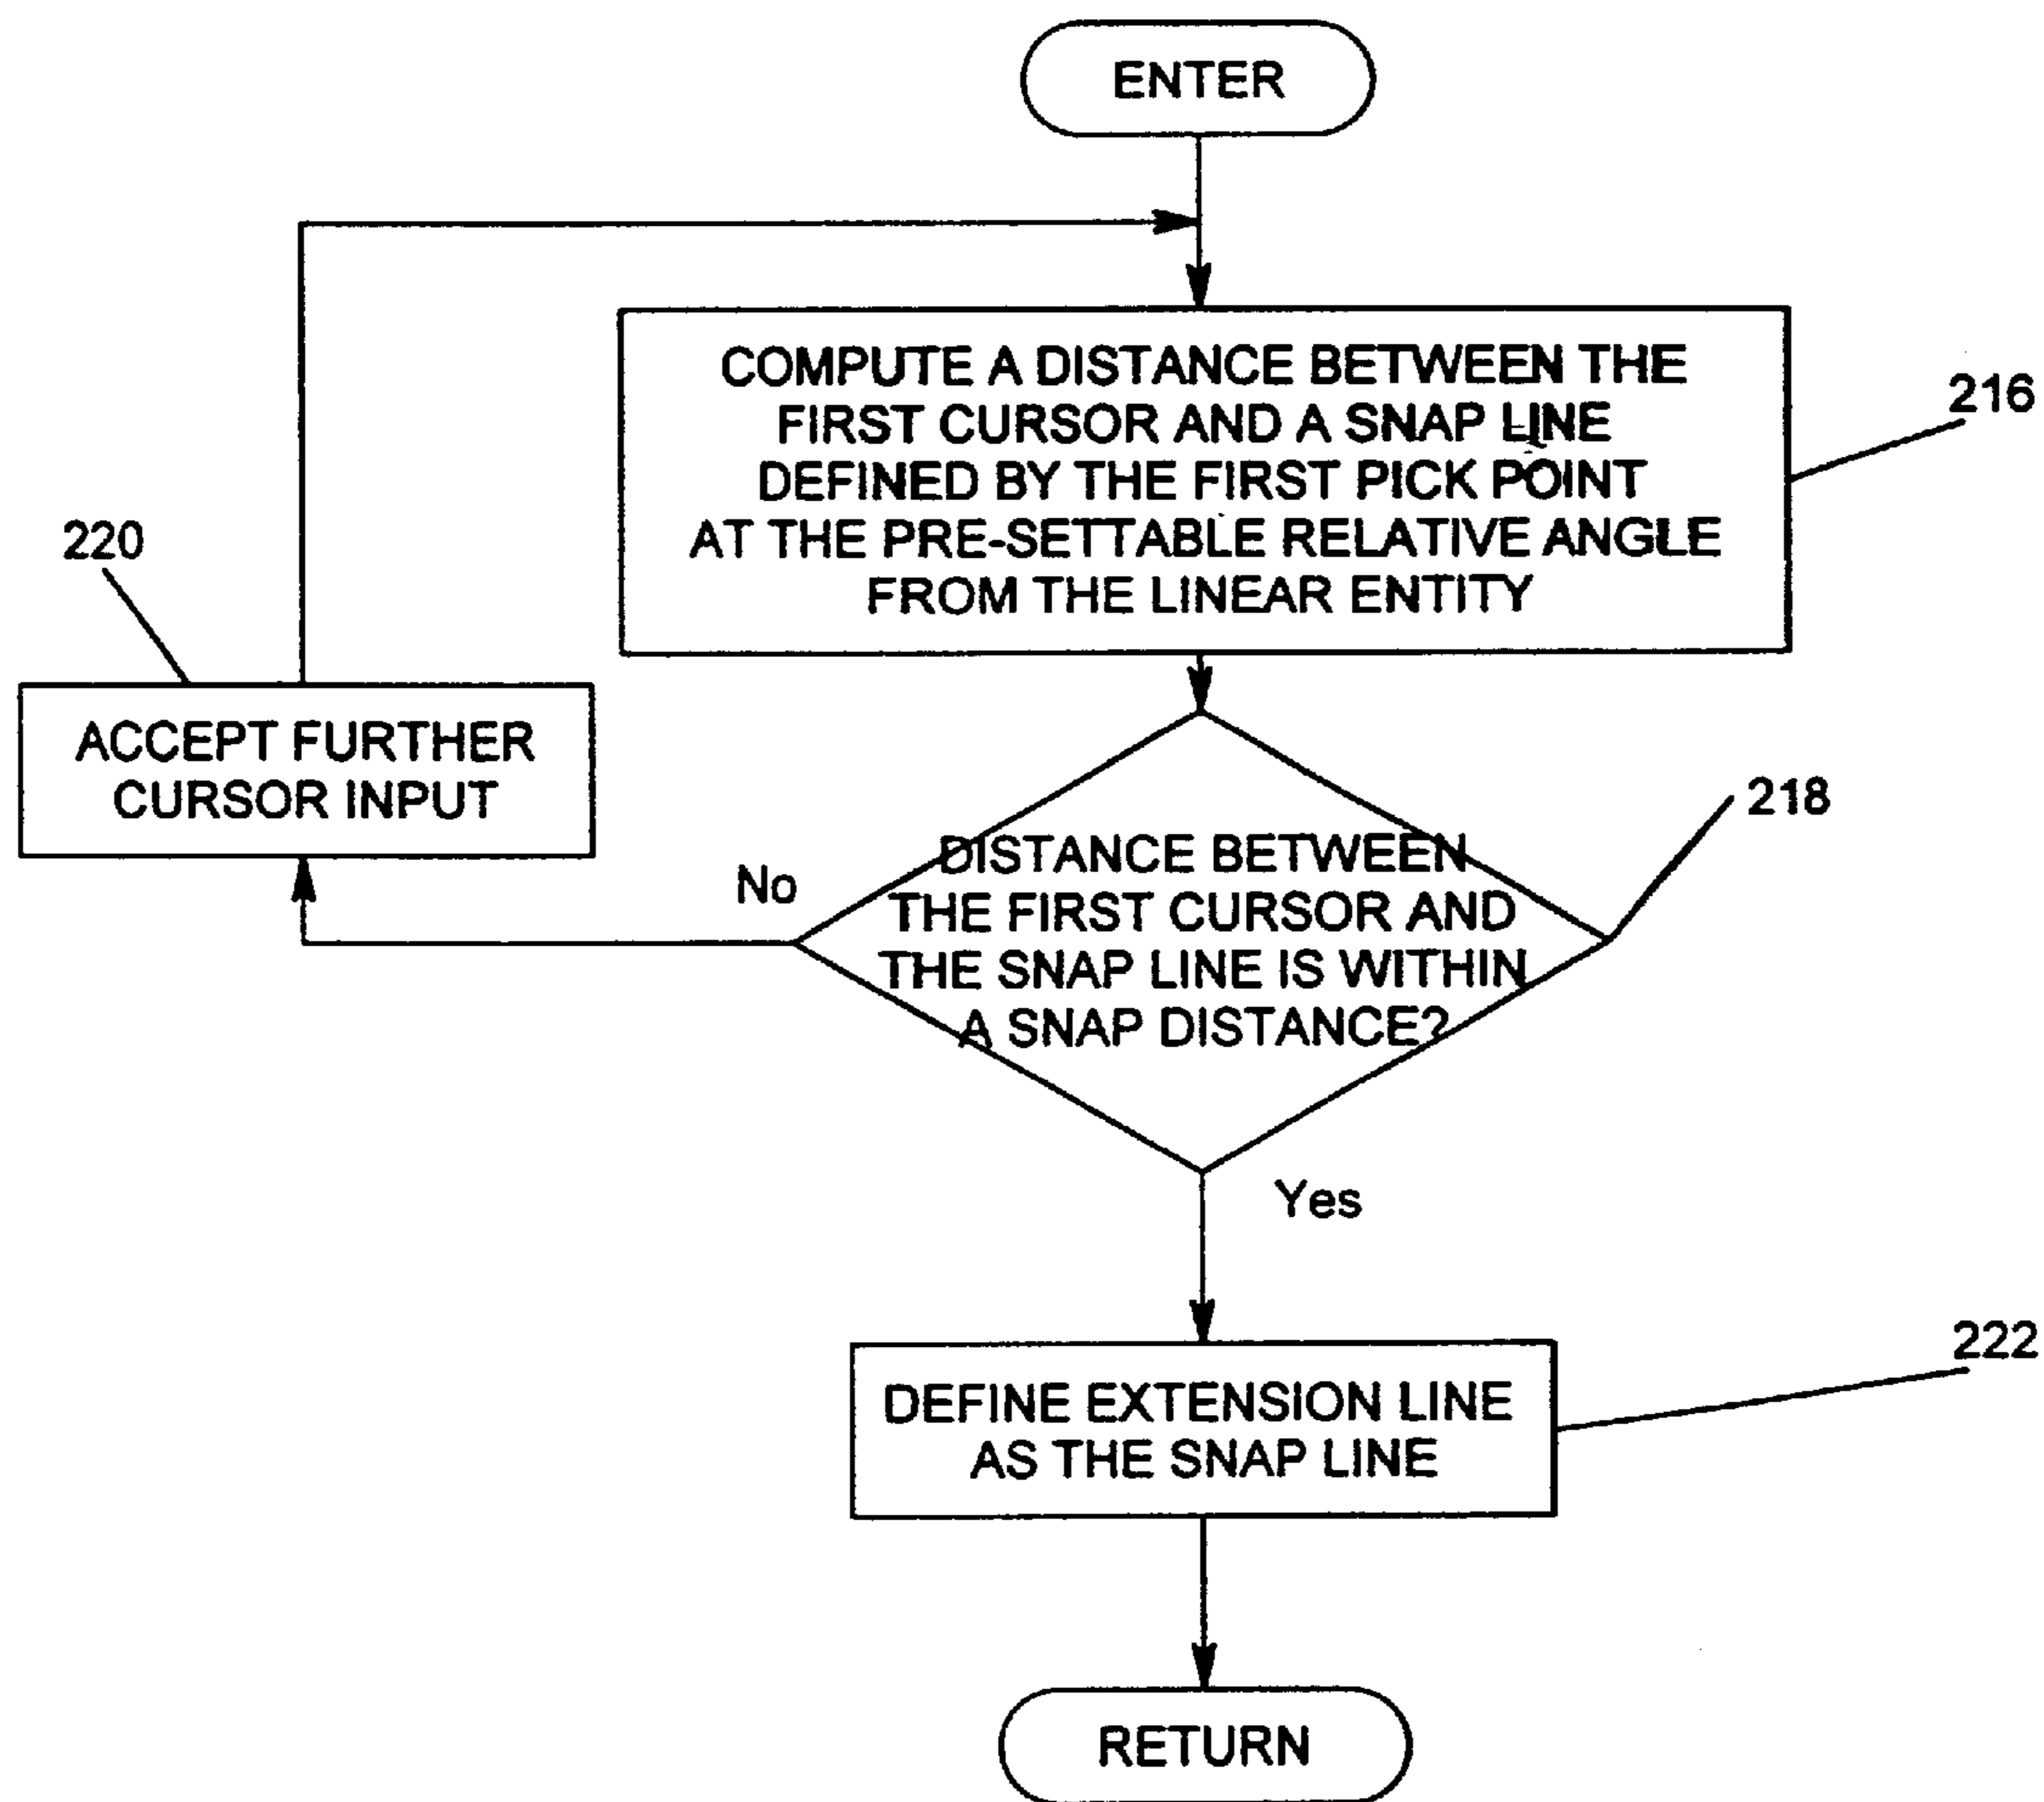 ENTER
COMPUTE A DISTANCE BETWEEN THE
FIRST CURSOR AND A SNAP LINE
DEFINED BY THE FIRST PICK POINT
AT THE PRE-SETTABLE RELATIVE ANGLE
FROM THE LINEAR ENTITY
216
220
ACCEPT FURTHER
CURSOR INPUT
218
No
DISTANCE BETWEEN
THE FIRST CURSOR AND
THE SNAP LINE IS WITHIN
A SNAP DISTANCE?
Yes
222
DEFINE EXTENSION LINE
AS THE SNAP LINE
RETURN